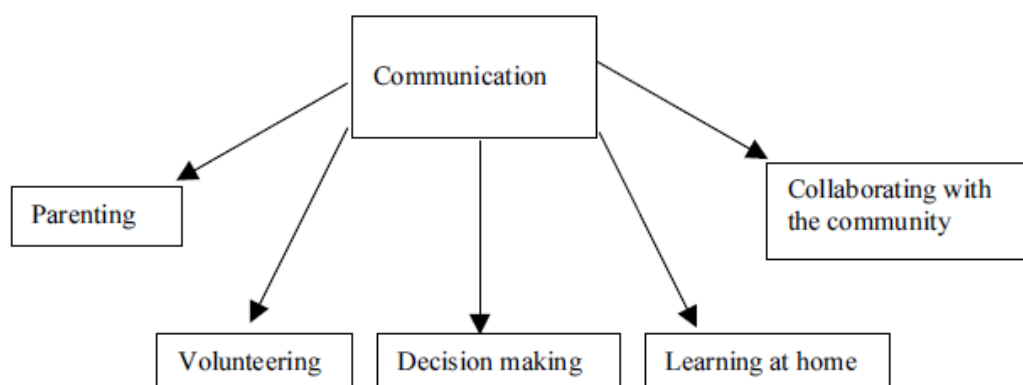 Communication
Parenting
Collaborating with
the community
Volunteering
Decision making
Learning at home